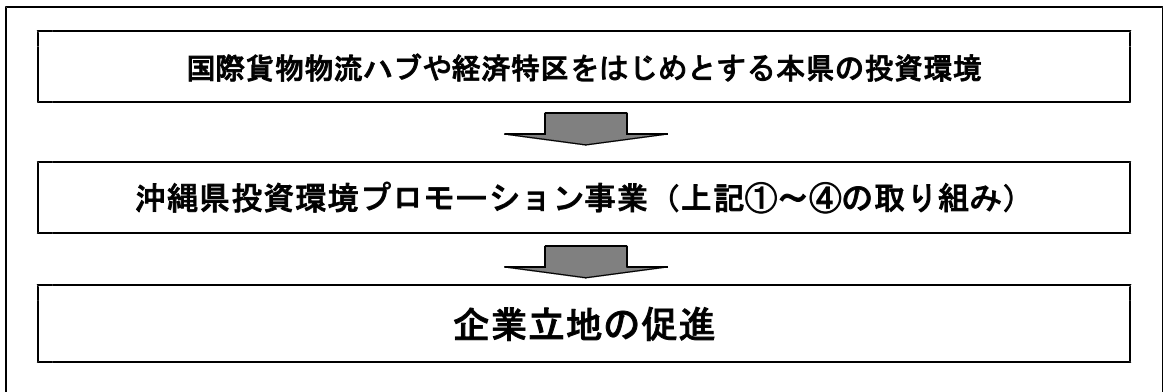 国際貨物物流ハブや経済特区をはじめとする本県の投資環境
沖縄県投資環境プロモーション事業（上記①～④の取り組み）
企業立地の促進